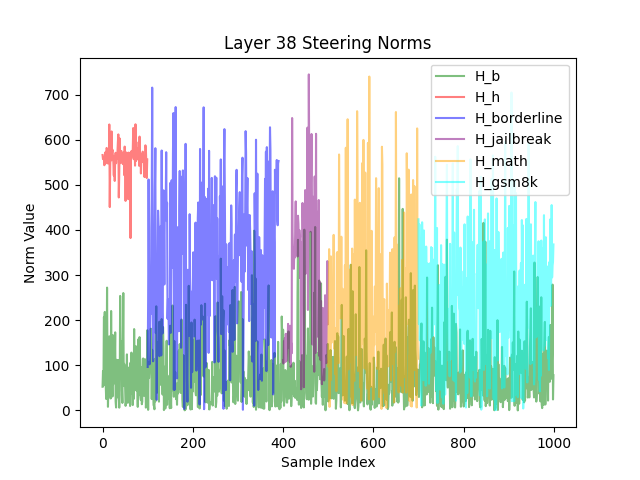 Layer 38 Steering Norms
Norm Value
700
600
500
400
300
200
100
0
0
200
400
600
800
1000
Sample Index
H_b
H_h
H_borderline
H_jailbreak
H_math
H_gsm8k